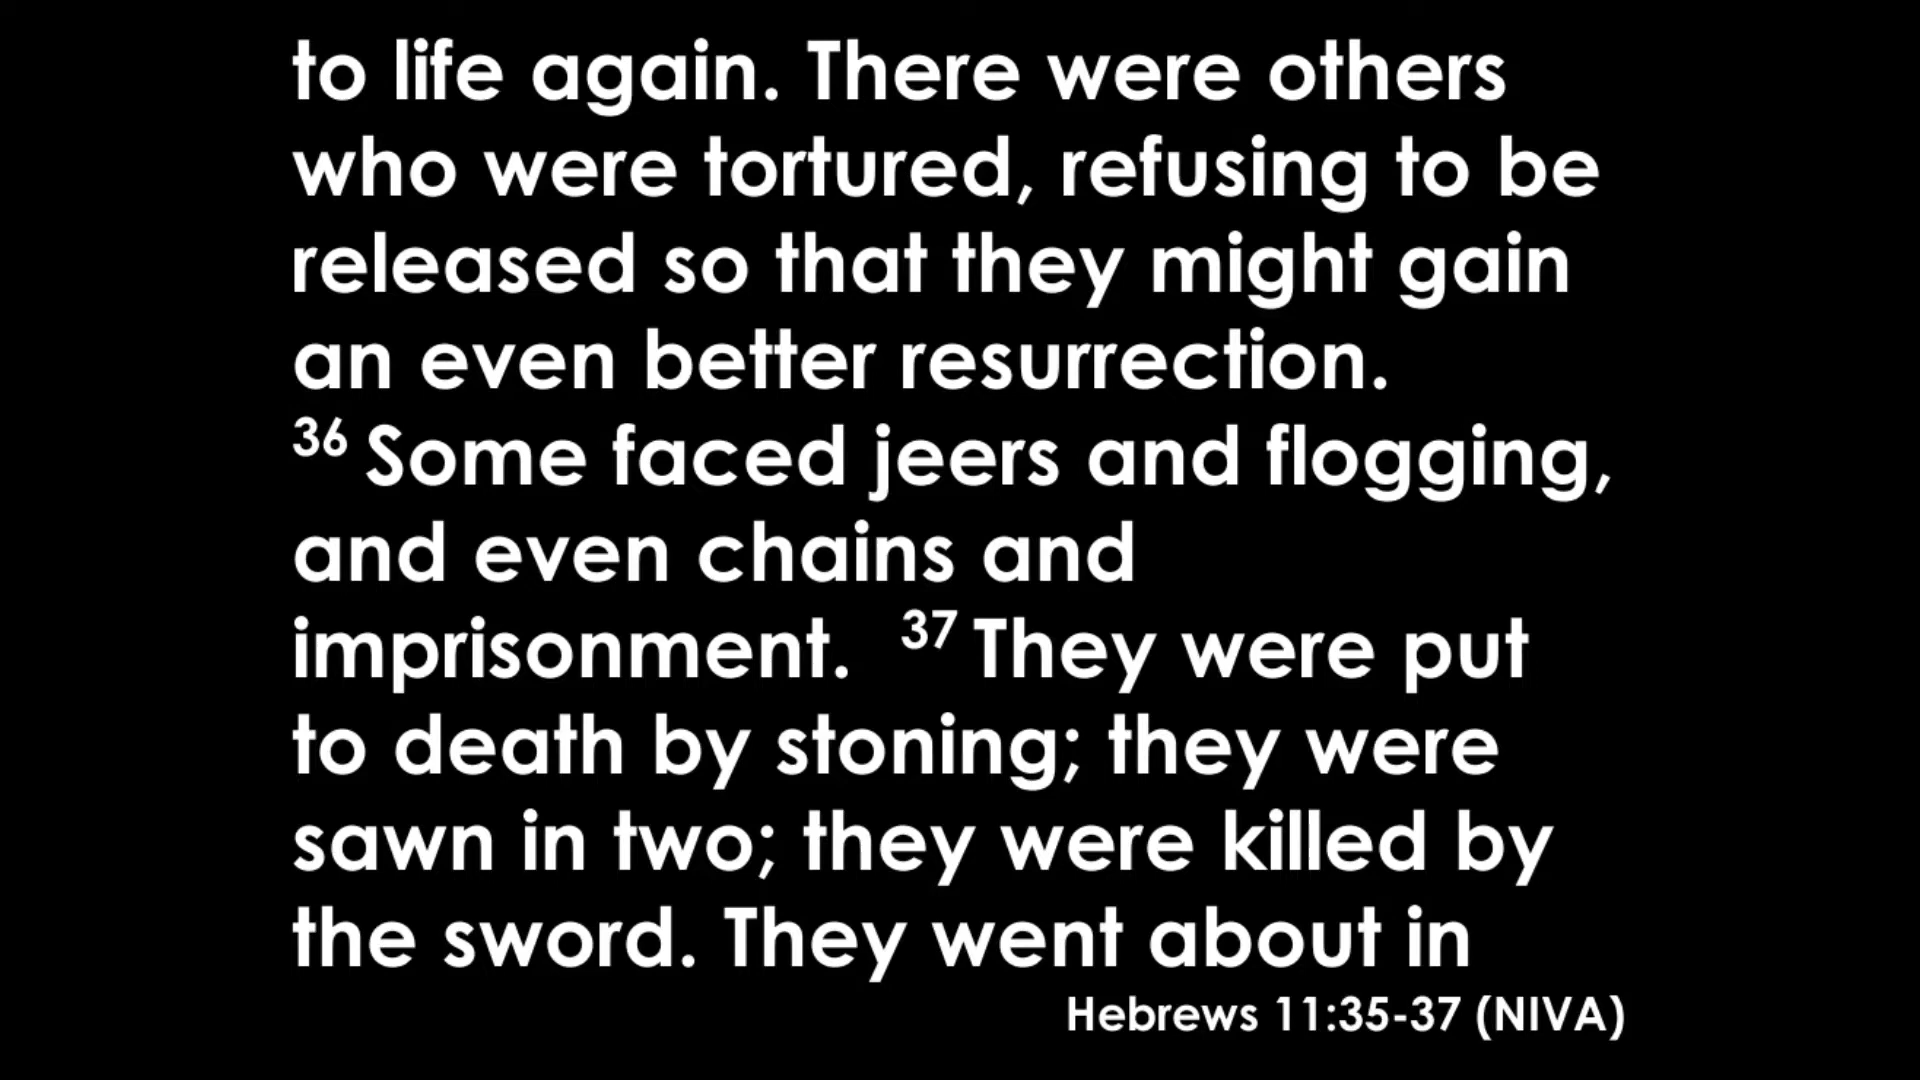 to life again. There were others
who were tortured, refusing to be
released so that they might gain
an even better resurrection.
36 Some faced jeers and flogging,
and even chains and
imprisonment. 37 They were put
to death by stoning; they were
sawn in two; they were killed by
the sword. They went about in
Hebrews 11:35-37 (NIVA)